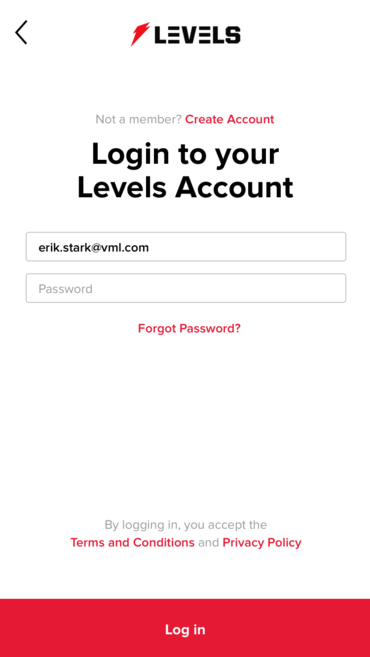 LEVELS
Not a member? Create Account
Login to your
Levels Account
erik.stark@vml.com
Password
Forgot Password?
By logging in, you accept the
Terms and Conditions and Privacy Policy
Log in